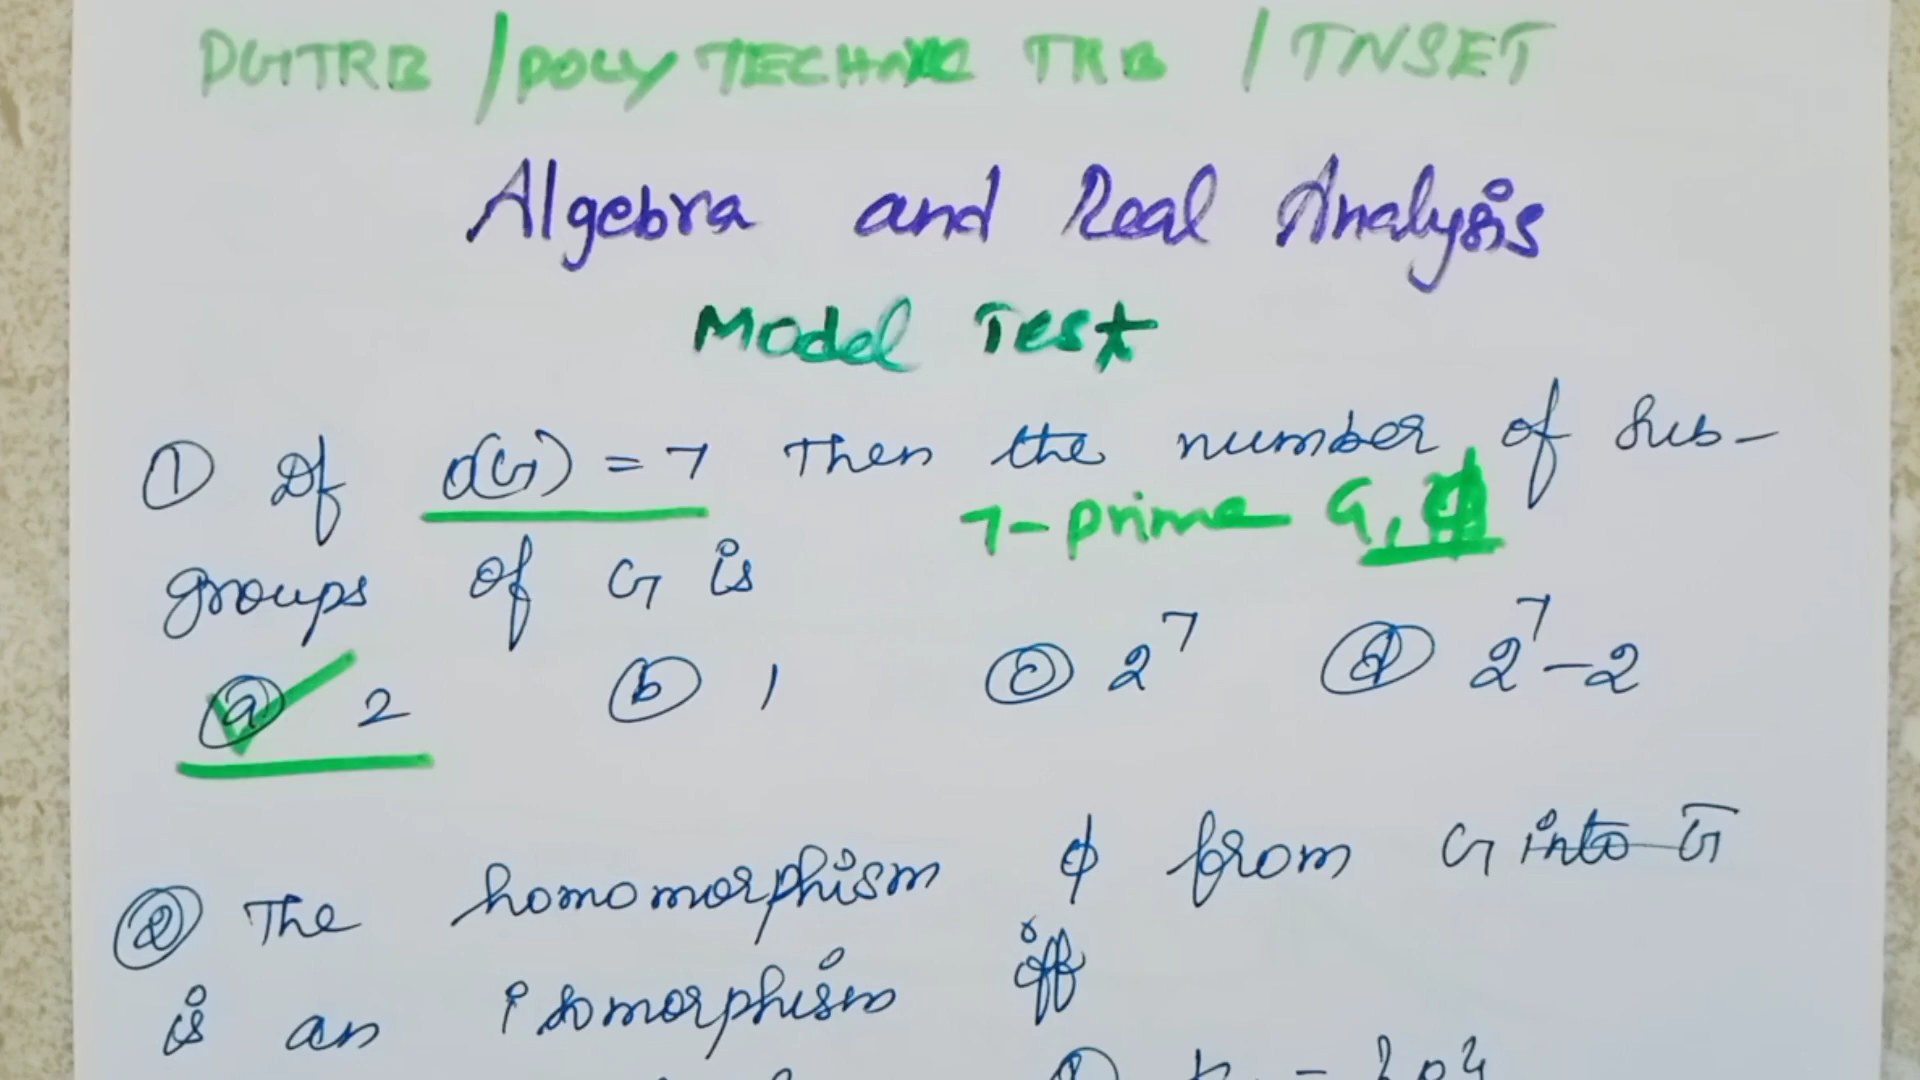 PGTRB / POLYTECHNIC TRB / TNSET
Algebra and Real Analysis
Model Test
① If o(G) = 7 Then the number of sub-
7-prime G,
groups of G is
ⓐ 2 ⓑ 1 ⓒ 2^7 ⓓ 2^7-2
② The homomorphism ϕ from G into G̅
is an isomorphism iff